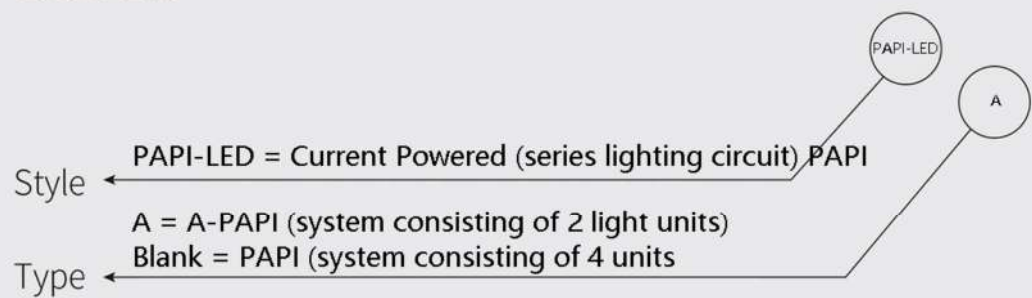 PAPI-LED
A
PAPI-LED = Current Powered (series lighting circuit) PAPI
Style
A = A-PAPI (system consisting of 2 light units)
Blank = PAPI (system consisting of 4 units
Type